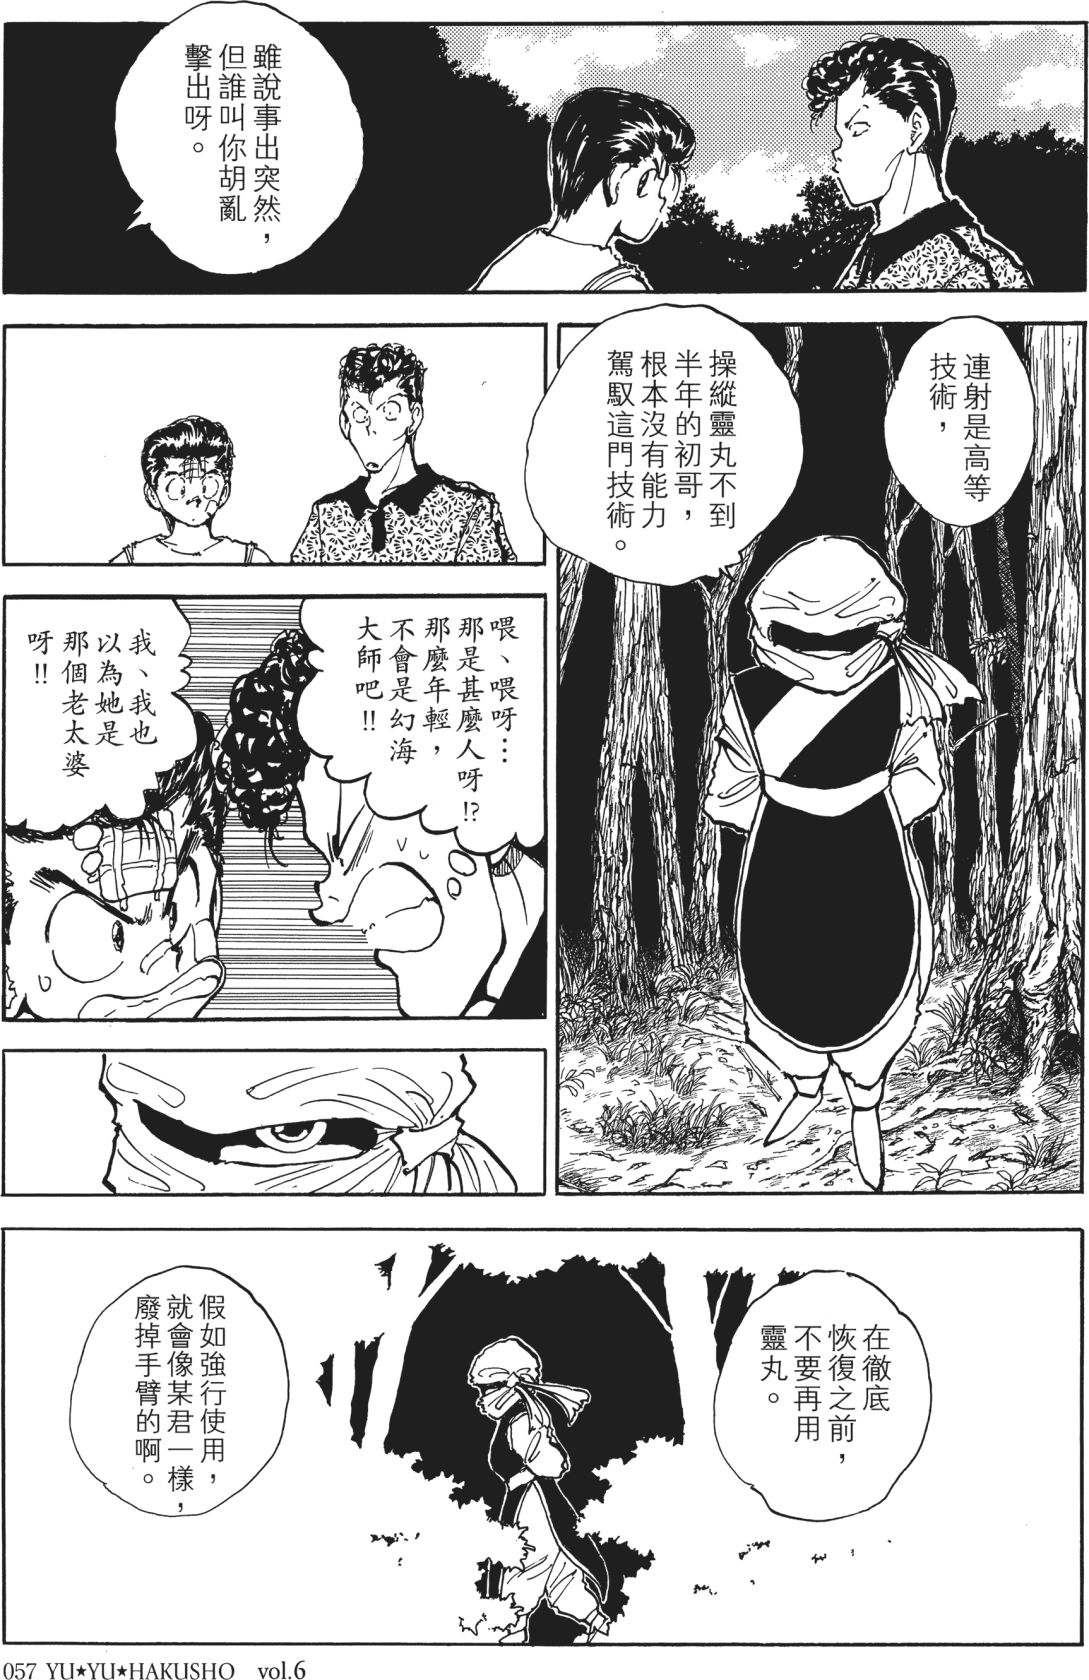 雖說事出突然，
但誰叫你胡亂
擊出呀。
連射是高等
技術，
操縱靈丸不到
半年的初哥，
根本沒有能力
駕馭這門技術。
喂、喂呀…
那是甚麼人呀!?
那麼年輕，
不會是幻海
大師吧!!
我、我也
以為她是
那個老太婆
呀!!
在徹底
恢復之前，
不要再用
靈丸。
假如強行使用，
就會像某君一樣，
廢掉手臂的啊。
057 YU★YU★HAKUSHO vol.6